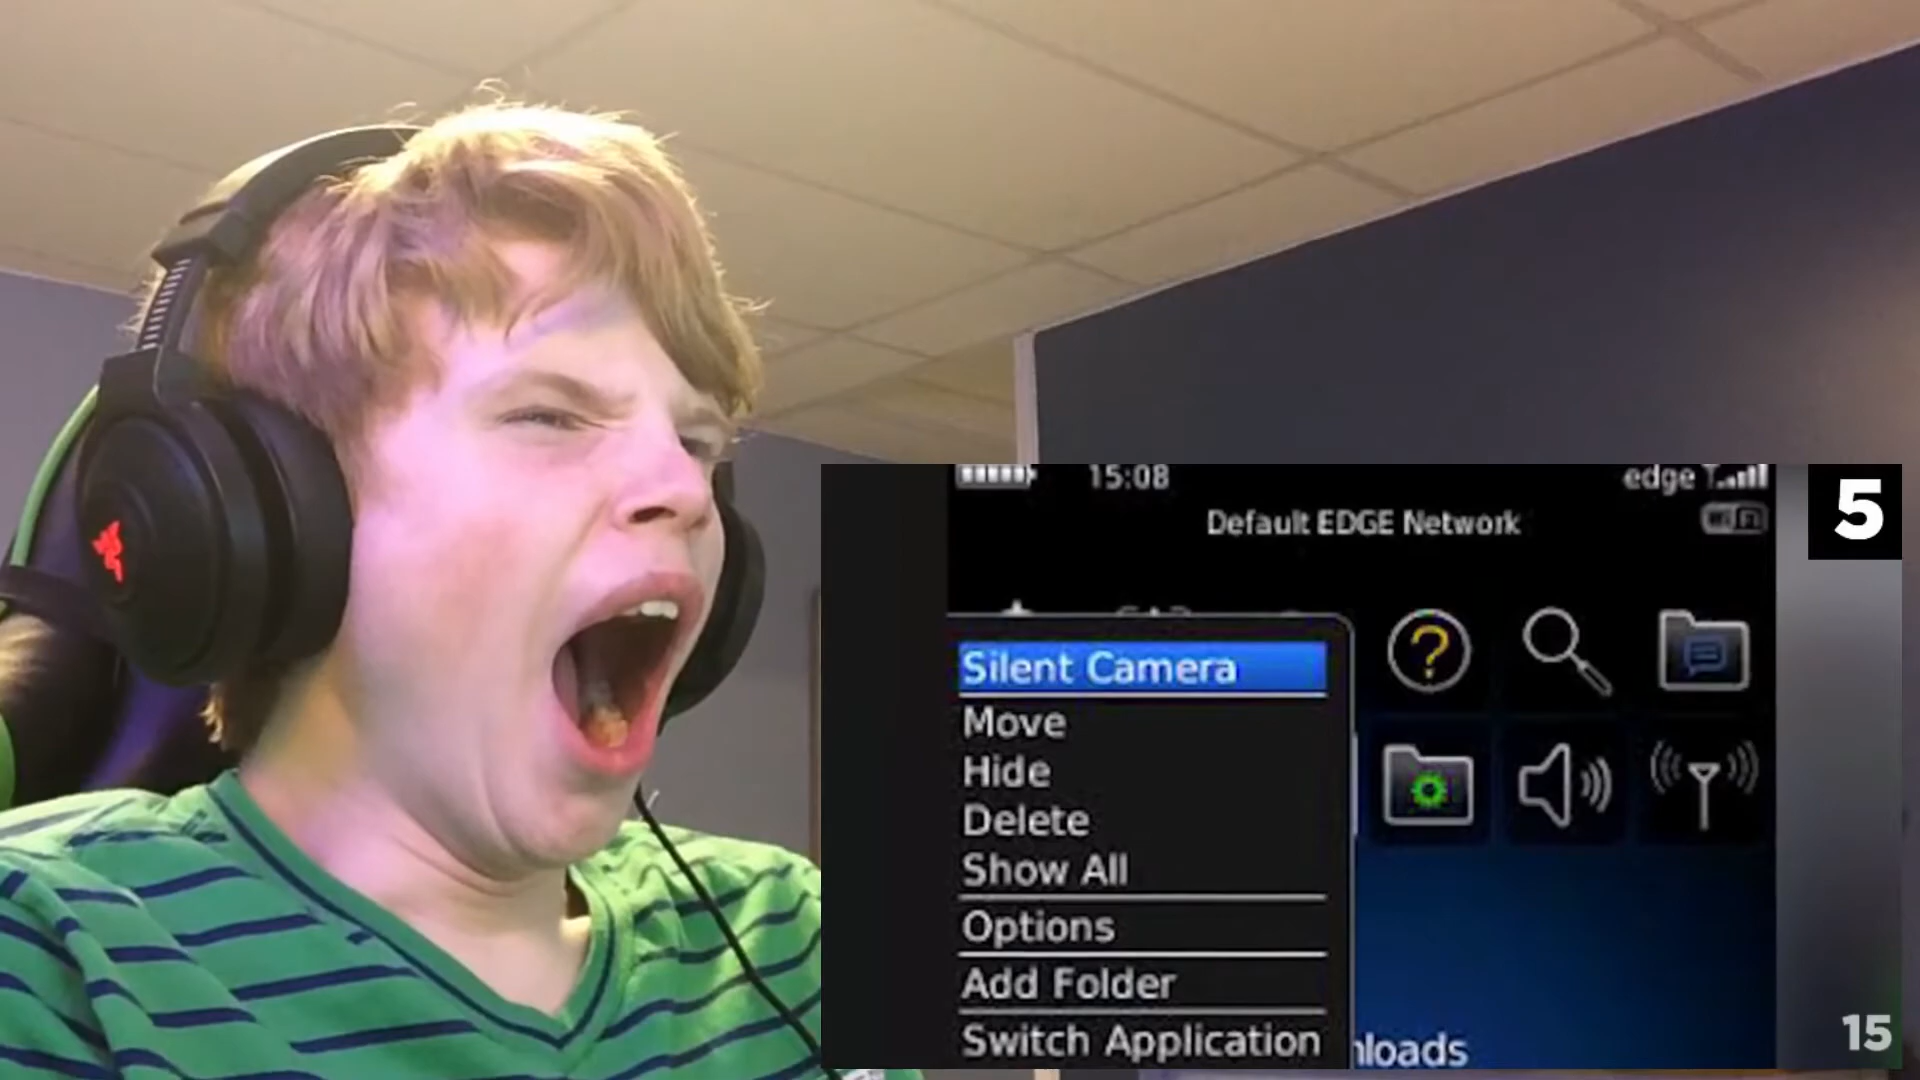 15:08
edge
Default EDGE Network
5
Silent Camera
Move
Hide
Delete
Show All
Options
Add Folder
Switch Application
nloads
15